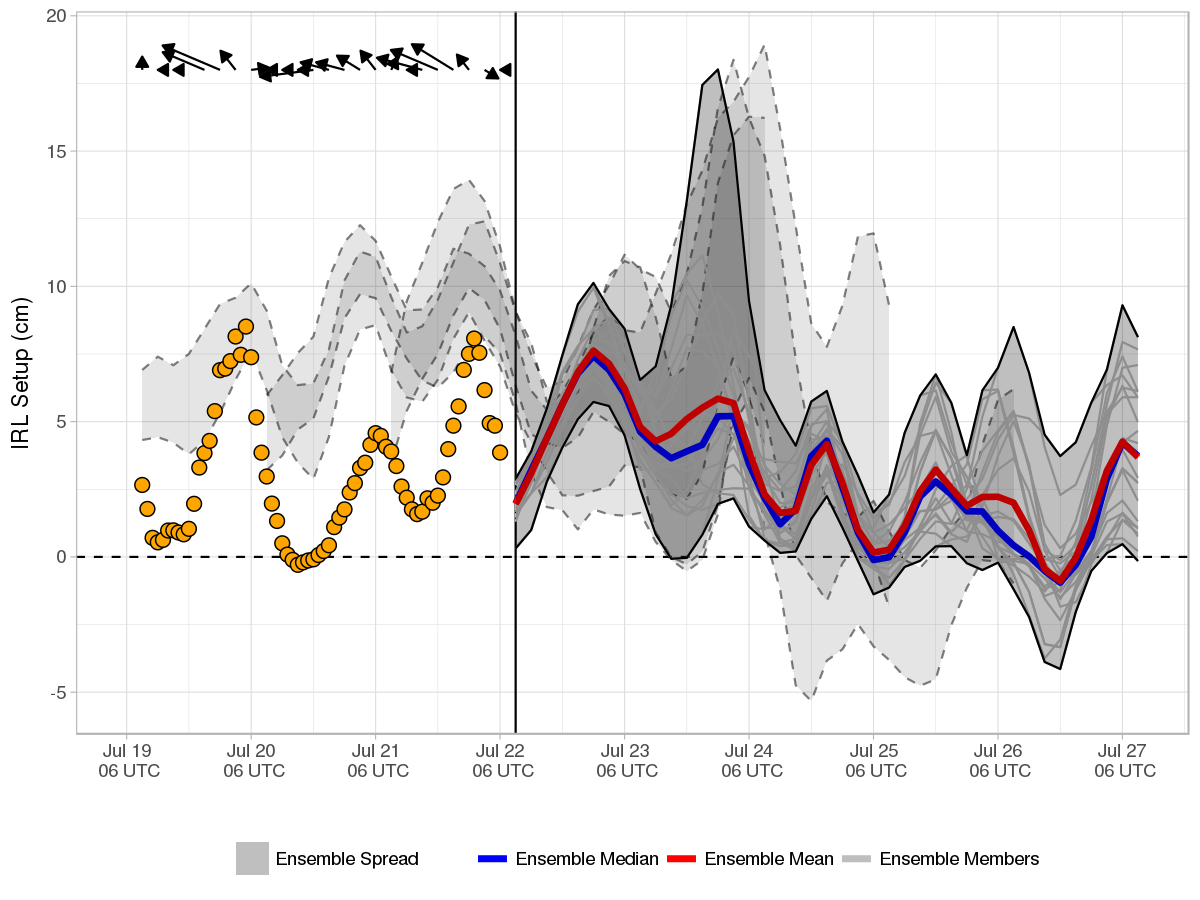 IRL Setup (cm)
20
15
10
5
0
-5
Jul 19 Jul 20 Jul 21 Jul 22 Jul 23 Jul 24 Jul 25 Jul 26 Jul 27
06 UTC 06 UTC 06 UTC 06 UTC 06 UTC 06 UTC 06 UTC 06 UTC 06 UTC
Ensemble Spread Ensemble Median Ensemble Mean Ensemble Members